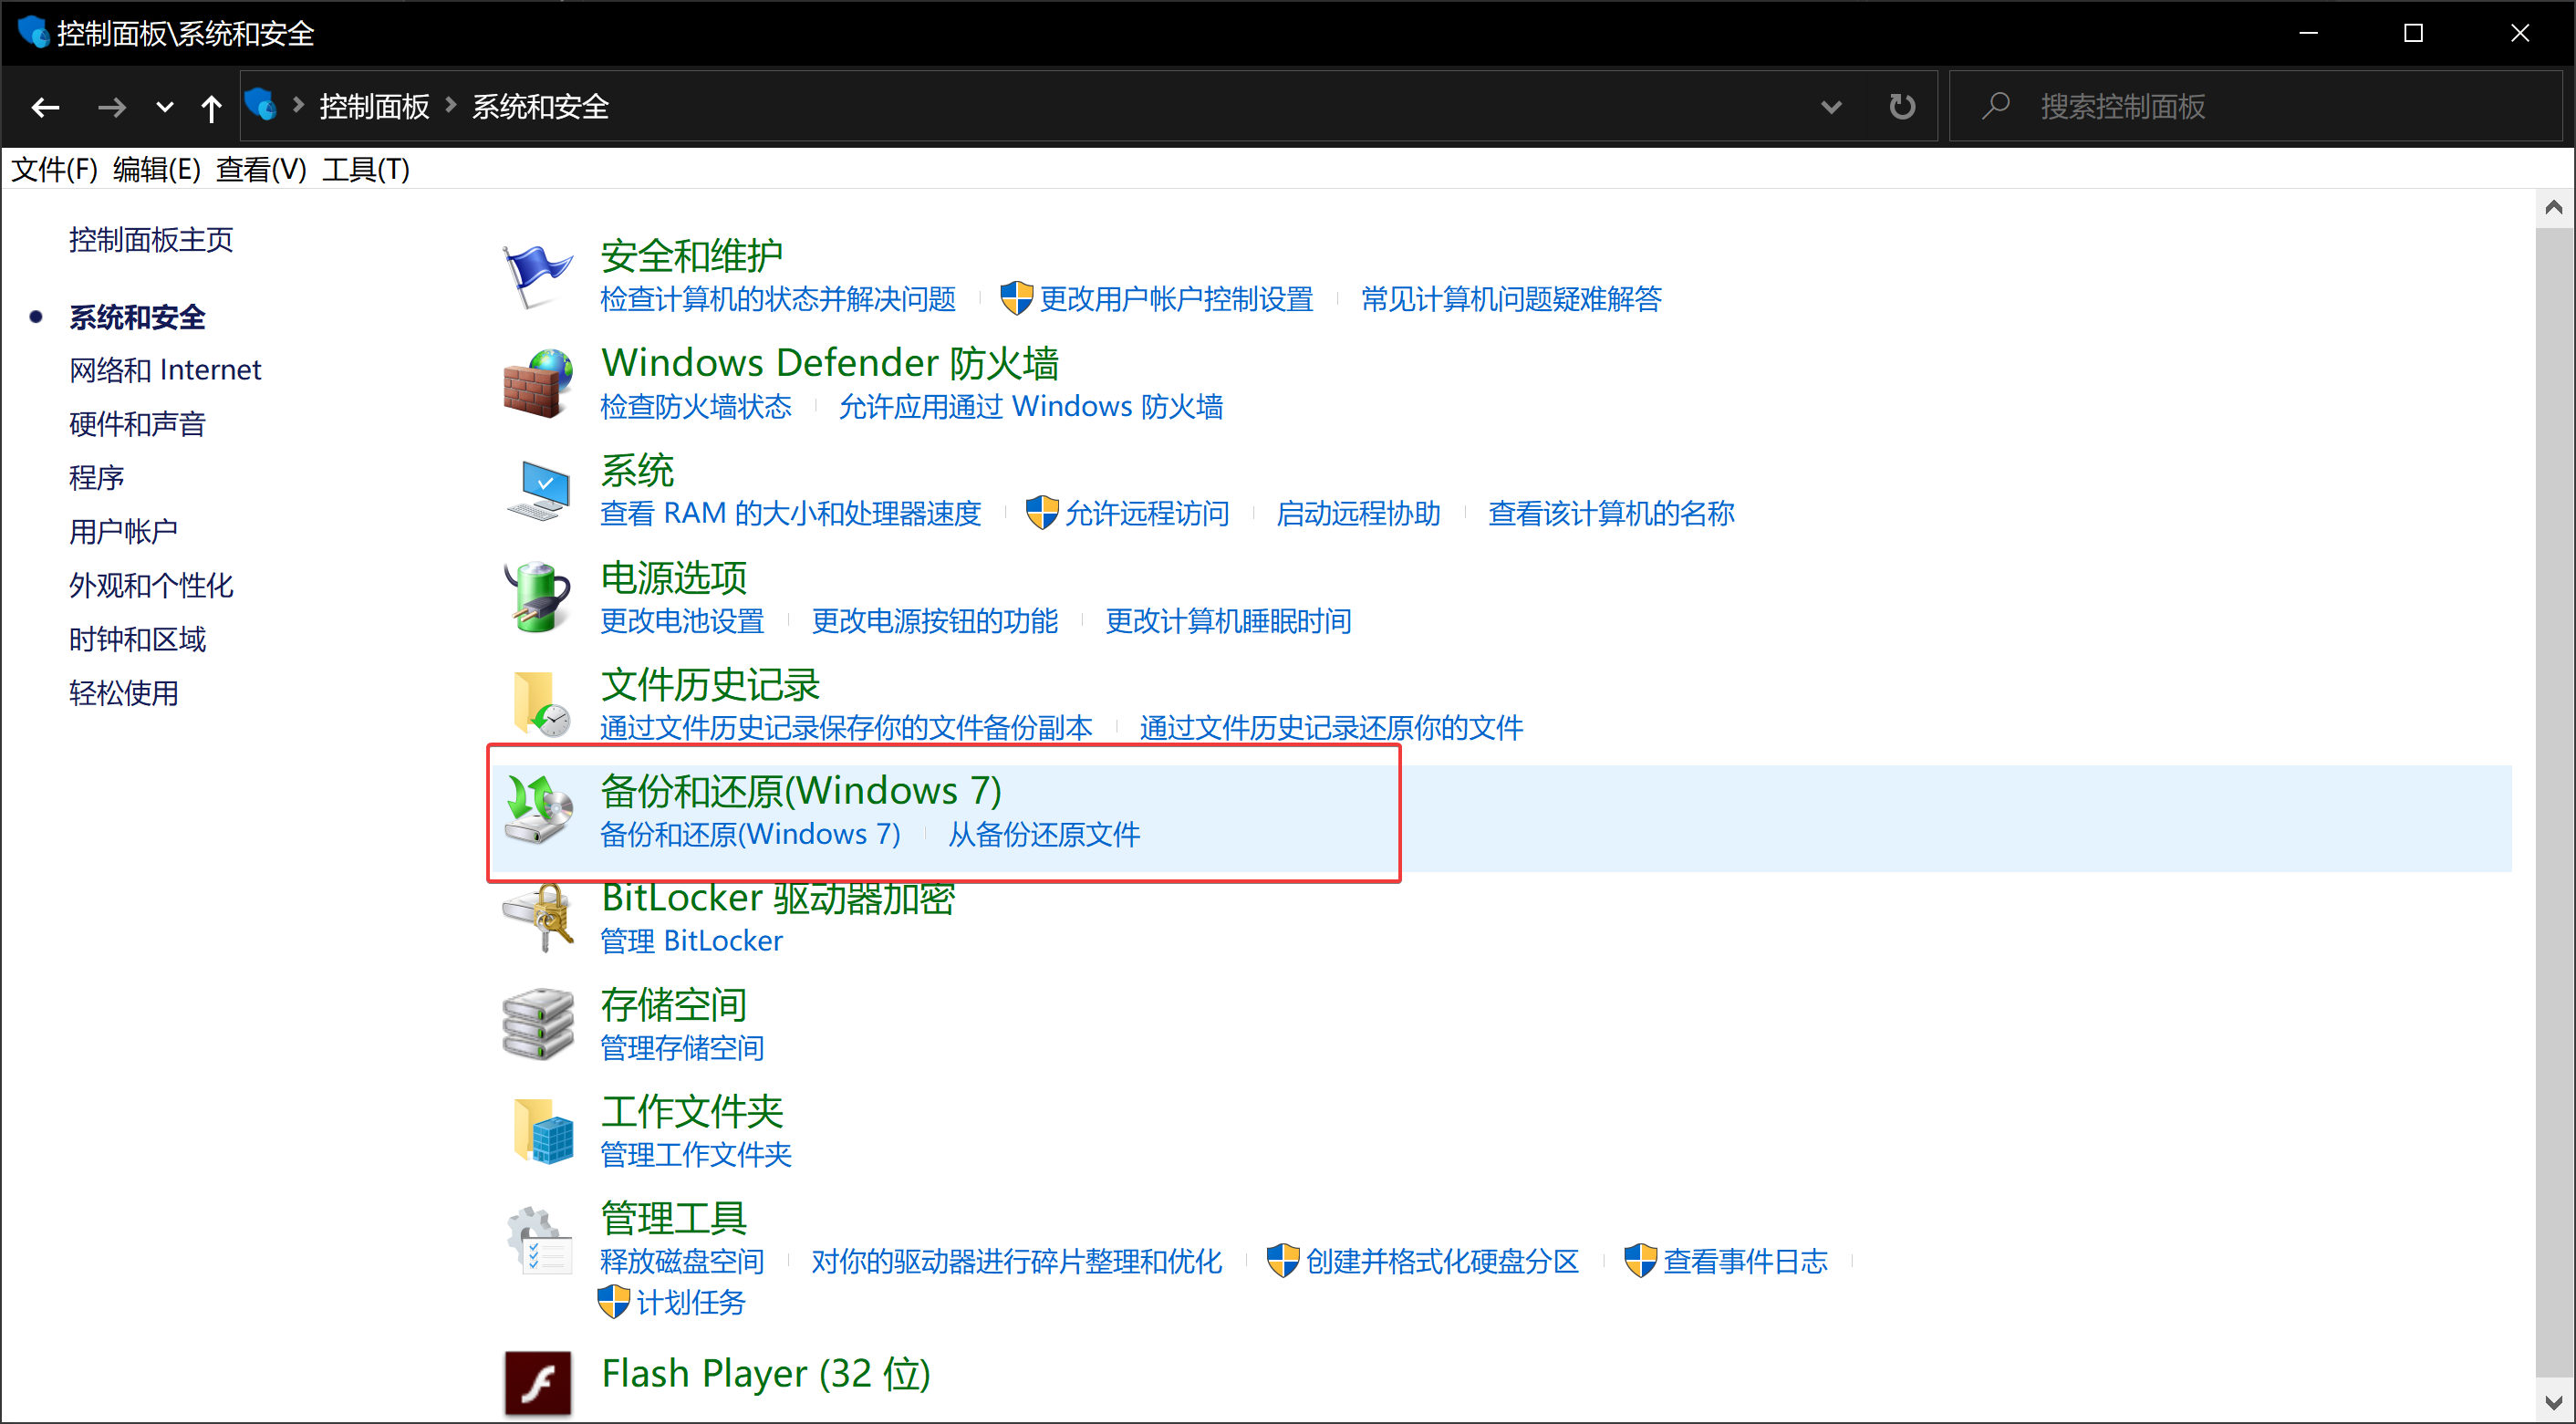 控制面板\系统和安全
控制面板 系统和安全
搜索控制面板
文件(F) 编辑(E) 查看(V) 工具(T)
控制面板主页
系统和安全
网络和 Internet
硬件和声音
程序
用户帐户
外观和个性化
时钟和区域
轻松使用
安全和维护
检查计算机的状态并解决问题 更改用户帐户控制设置 常见计算机问题疑难解答
Windows Defender 防火墙
检查防火墙状态 允许应用通过 Windows 防火墙
系统
查看 RAM 的大小和处理器速度 允许远程访问 启动远程协助 查看该计算机的名称
电源选项
更改电池设置 更改电源按钮的功能 更改计算机睡眠时间
文件历史记录
通过文件历史记录保存你的文件备份副本 通过文件历史记录还原你的文件
备份和还原(Windows 7)
备份和还原(Windows 7) 从备份还原文件
BitLocker 驱动器加密
管理 BitLocker
存储空间
管理存储空间
工作文件夹
管理工作文件夹
管理工具
释放磁盘空间 对你的驱动器进行碎片整理和优化 创建并格式化硬盘分区 查看事件日志
计划任务
Flash Player (32 位)